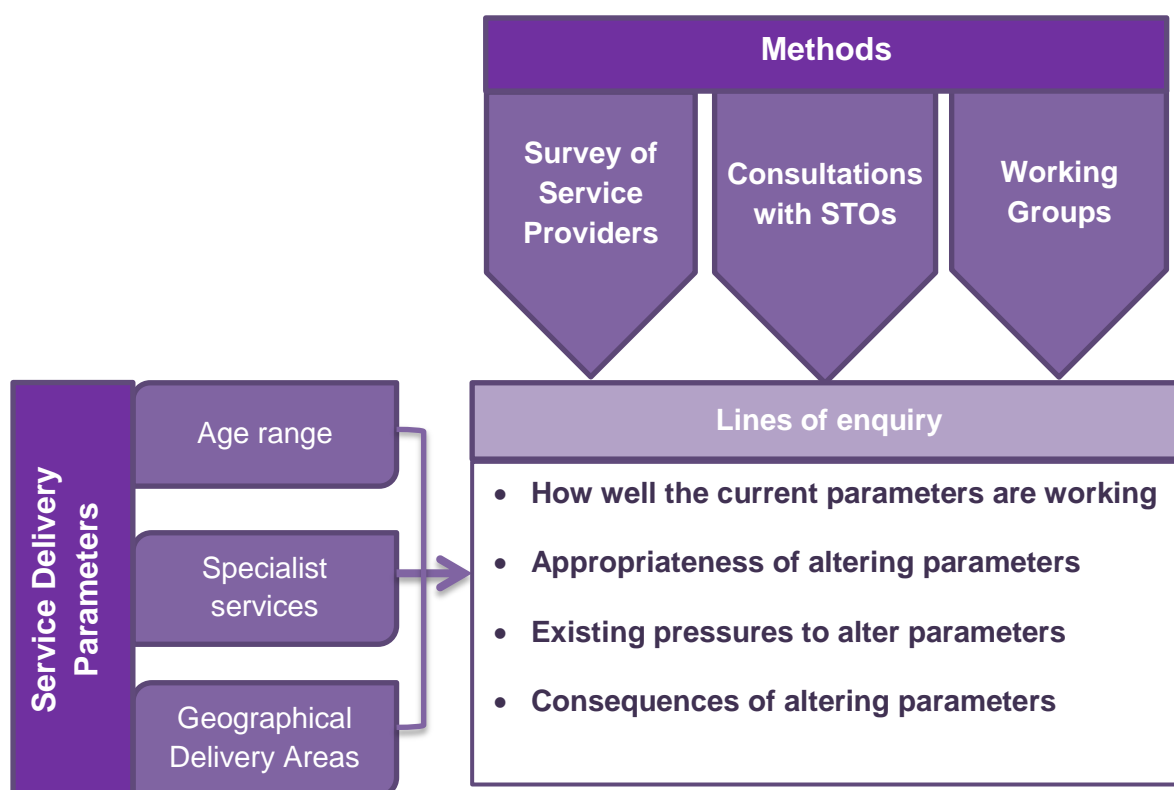 Methods
Survey of
Service
Providers
Consultations
with STOs
Working
Groups
Service Delivery
Parameters
Age range
Specialist
services
Geographical
Delivery Areas
Lines of enquiry
• How well the current parameters are working
• Appropriateness of altering parameters
• Existing pressures to alter parameters
• Consequences of altering parameters